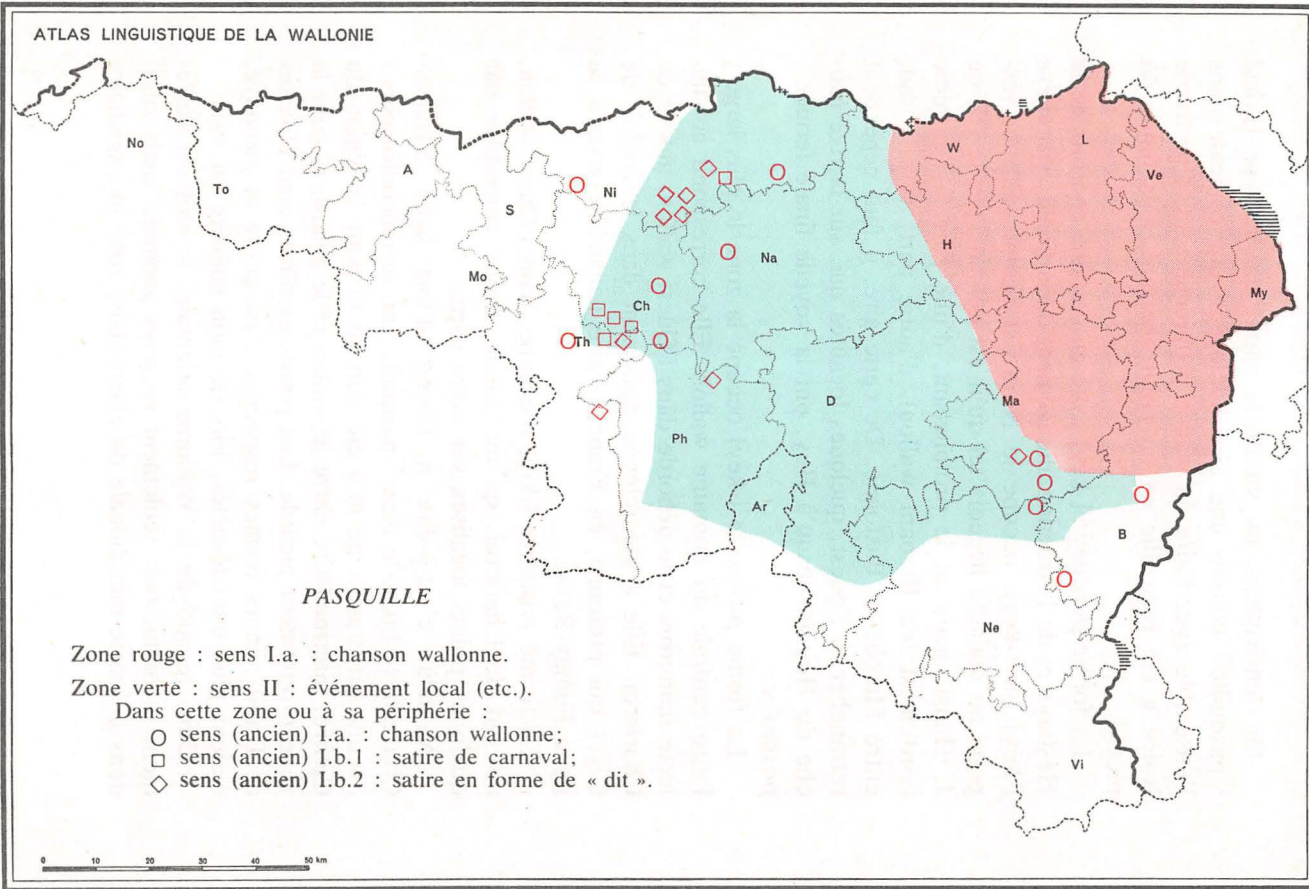 ATLAS LINGUISTIQUE DE LA WALLONIE
No
To
A
S
Ni
W
L
Ve
H
Na
Mo
Ch
My
Th
D
Ma
Ph
Ar
B
Ne
Vi
PASQUILLE
Zone rouge : sens I.a. : chanson wallonne.
Zone verte : sens II : événement local (etc.).
Dans cette zone ou à sa périphérie :
sens (ancien) I.a. : chanson wallonne;
sens (ancien) I.b.1 : satire de carnaval;
sens (ancien) I.b.2 : satire en forme de « dit ».
0 10 20 30 40 50 km